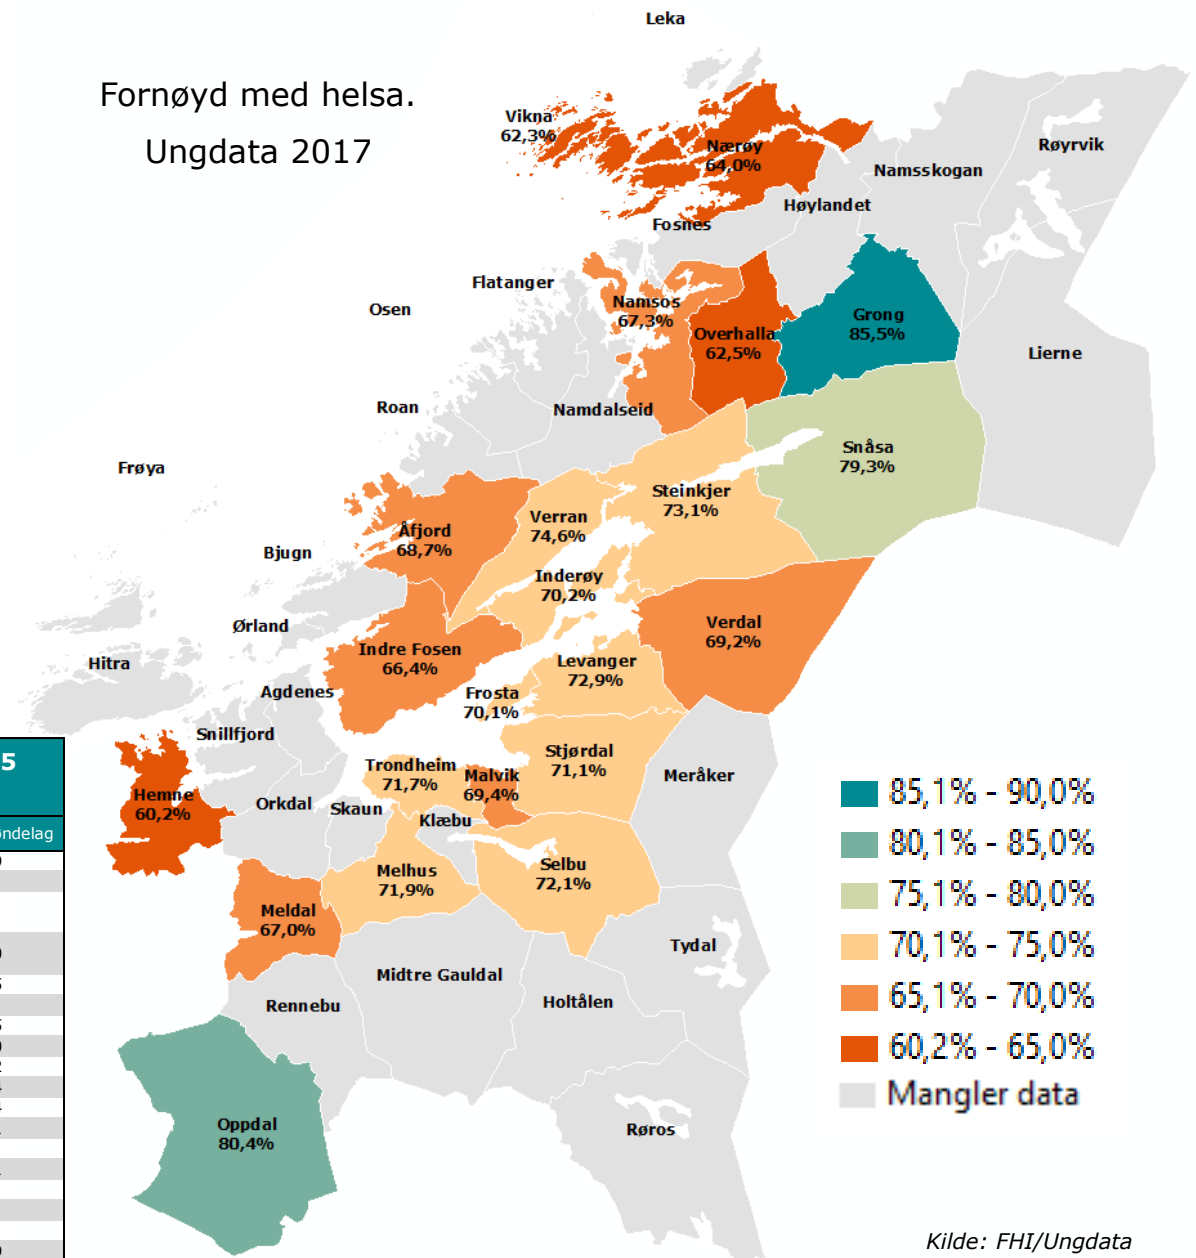 Leka
Fornøyd med helsa.
Ungdata 2017
Vikna
62,3%
Nærøy
64,0%
Røyrvik
Namsskogan
Høylandet
Fosnes
Flatanger
Osen
Namsos
67,3%
Grong
85,5%
Overhalla
62,5%
Lierne
Roan
Namdalseid
Snåsa
79,3%
Frøya
Steinkjer
73,1%
Verran
74,6%
Åfjord
68,7%
Bjugn
Inderøy
70,2%
Verdal
69,2%
Ørland
Indre Fosen
66,4%
Hitra
Levanger
72,9%
Agdenes
Frosta
70,1%
Snillfjord
Stjørdal
71,1%
Trondheim
71,7%
Malvik
69,4%
Meråker
5
Hemne
60,2%
Orkdal
Skaun
Klæbu
øndelag
Melhus
71,9%
Selbu
72,1%
Meldal
67,0%
Tydal
Midtre Gauldal
Holtålen
Rennebu
Oppdal
80,4%
Røros
85,1% - 90,0%
80,1% - 85,0%
75,1% - 80,0%
70,1% - 75,0%
65,1% - 70,0%
60,2% - 65,0%
Mangler data
Kilde: FHI/Ungdata